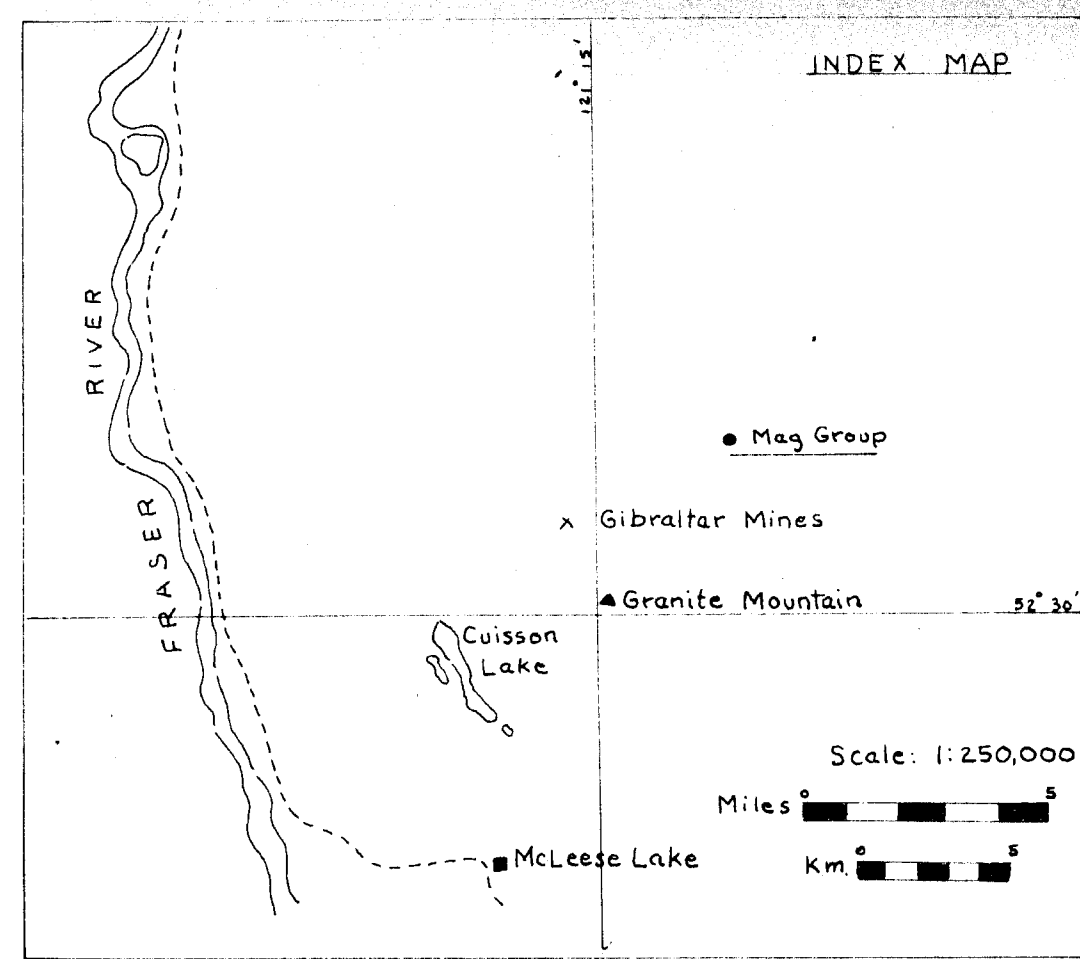 INDEX MAP
121° 15'
RIVER
Mag Group
FRASER
Gibraltar Mines
Granite Mountain
52° 30'
Cuisson
Lake
Scale: 1:250,000
Miles 0 5
McLeese Lake
Km. 0 5